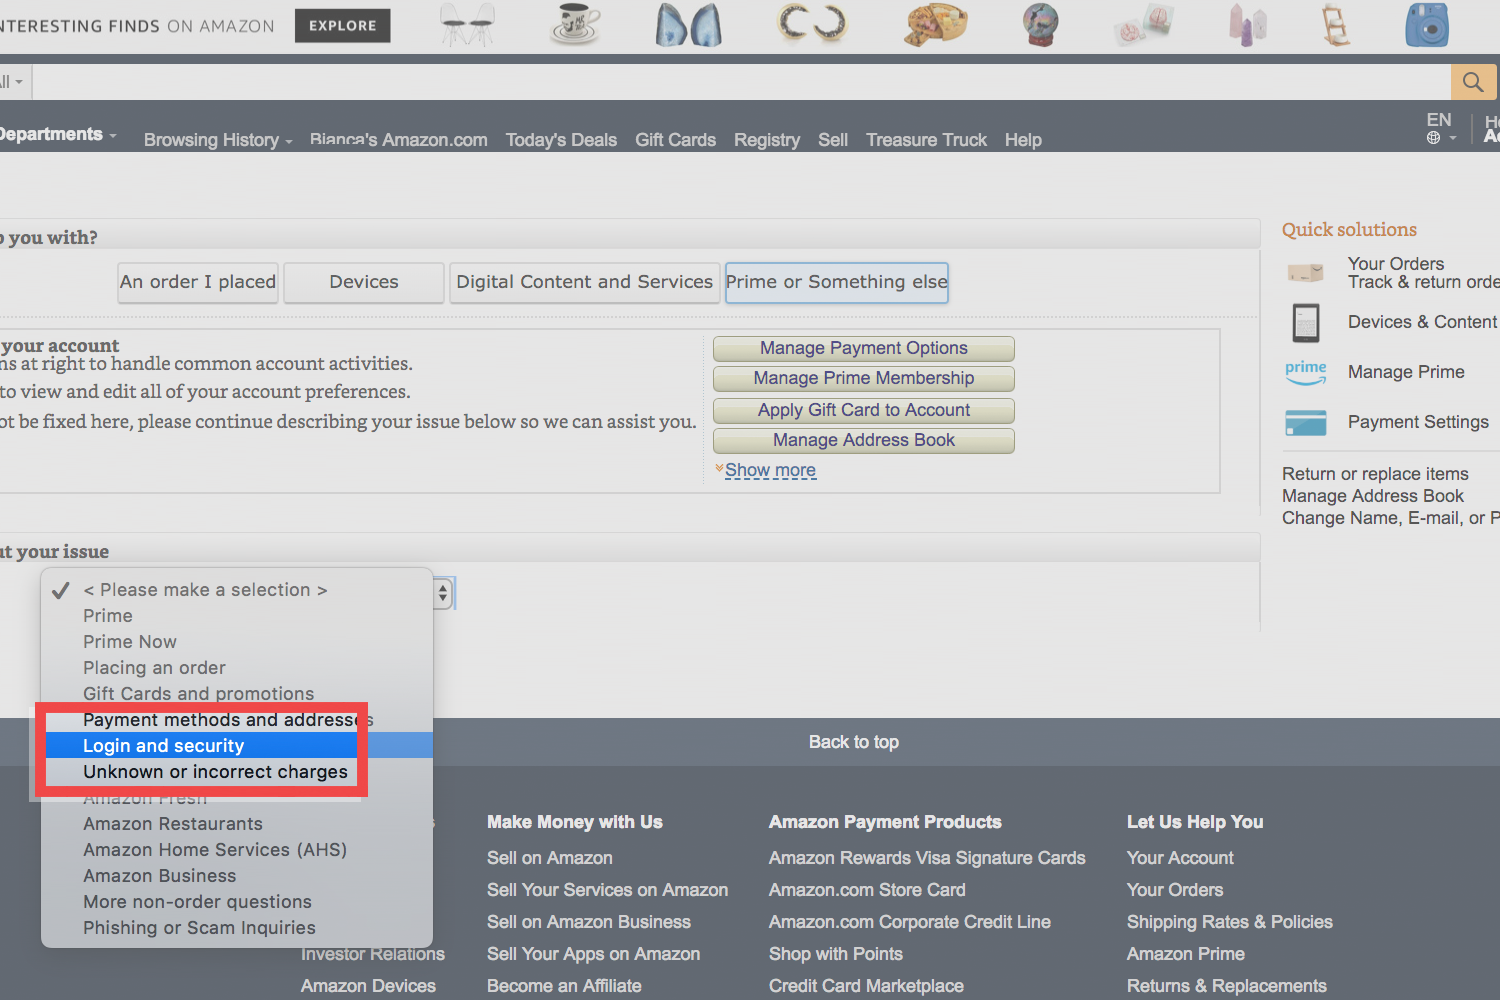 NTERESTING FINDS ON AMAZON EXPLORE
All
Departments Browsing History Bianca's Amazon.com Today's Deals Gift Cards Registry Sell Treasure Truck Help EN
you with?
An order I placed Devices Digital Content and Services Prime or Something else
your account
ns at right to handle common account activities.
to view and edit all of your account preferences.
ot be fixed here, please continue describing your issue below so we can assist you.
Manage Payment Options
Manage Prime Membership
Apply Gift Card to Account
Manage Address Book
Show more
Quick solutions
Your Orders
Track & return orde
Devices & Content
prime Manage Prime
Payment Settings
Return or replace items
Manage Address Book
Change Name, E-mail, or P
ut your issue
< Please make a selection >
Prime
Prime Now
Placing an order
Gift Cards and promotions
Payment methods and addresses
Login and security
Unknown or incorrect charges
Amazon Fresh
Amazon Restaurants
Amazon Home Services (AHS)
Amazon Business
More non-order questions
Phishing or Scam Inquiries
Back to top
Investor Relations
Amazon Devices
Make Money with Us
Sell on Amazon
Sell Your Services on Amazon
Sell on Amazon Business
Sell Your Apps on Amazon
Become an Affiliate
Amazon Payment Products
Amazon Rewards Visa Signature Cards
Amazon.com Store Card
Amazon.com Corporate Credit Line
Shop with Points
Credit Card Marketplace
Let Us Help You
Your Account
Your Orders
Shipping Rates & Policies
Amazon Prime
Returns & Replacements